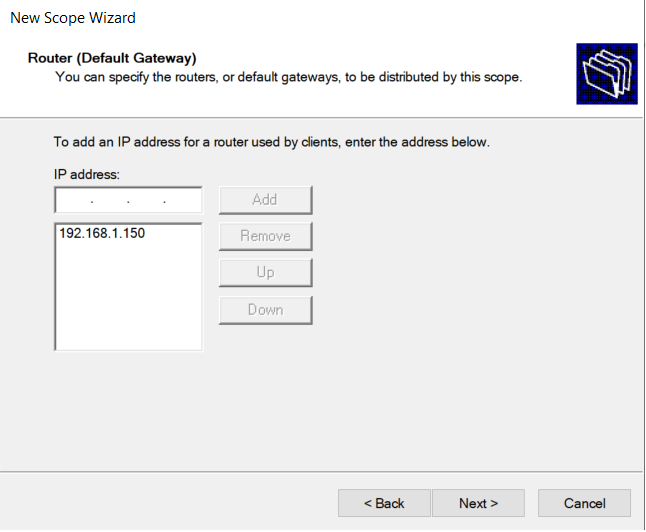 New Scope Wizard
Router (Default Gateway)
You can specify the routers, or default gateways, to be distributed by this scope.
To add an IP address for a router used by clients, enter the address below.
IP address:
. . .
Add
192.168.1.150
Remove
Up
Down
< Back
Next >
Cancel